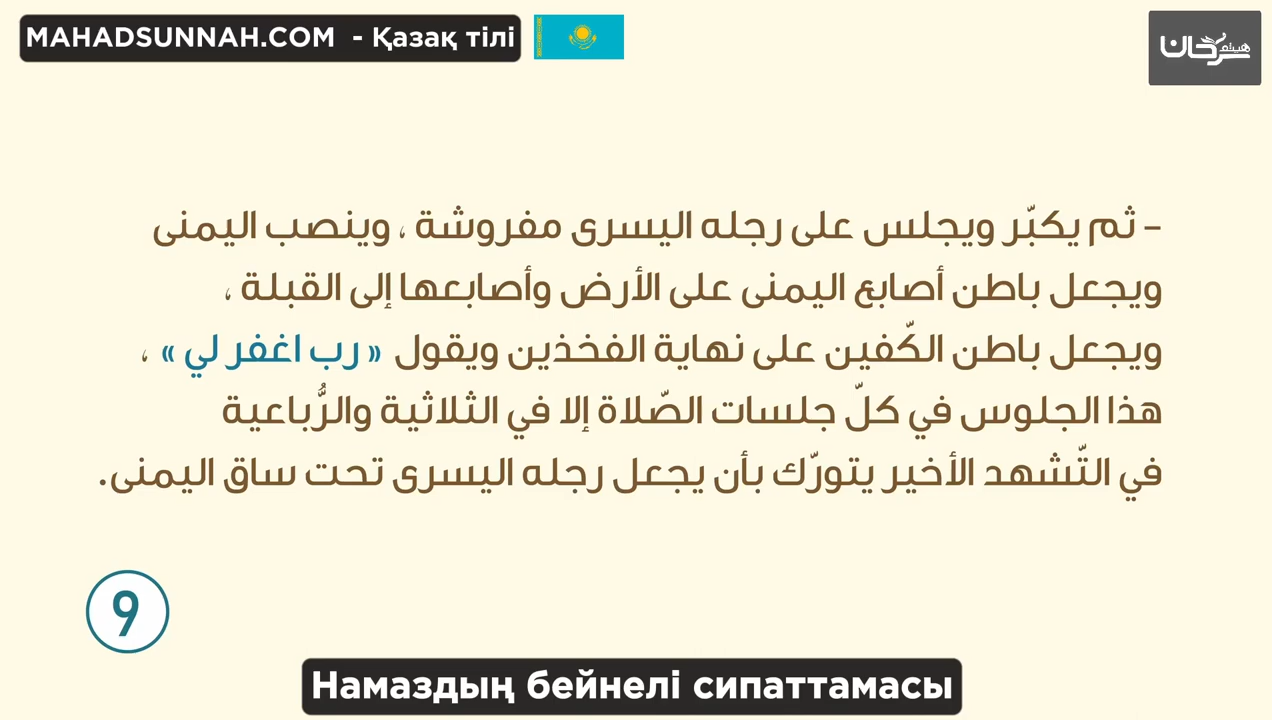 MAHADSUNNAH.COM - Қазақ тілі
هيثم
سرحان
– ثم يكبّر ويجلس على رجله اليسرى مفروشة ، وينصب اليمنى
ويجعل باطن أصابع اليمنى على الأرض وأصابعها إلى القبلة ،
ويجعل باطن الكّفين على نهاية الفخذين ويقول « رب اغفر لي » ،
هذا الجلوس في كلّ جلسات الصّلاة إلا في الثلاثية والرُّباعية
في التّشهد الأخير يتورّك بأن يجعل رجله اليسرى تحت ساق اليمنى.
9
Намаздың бейнелі сипаттамасы